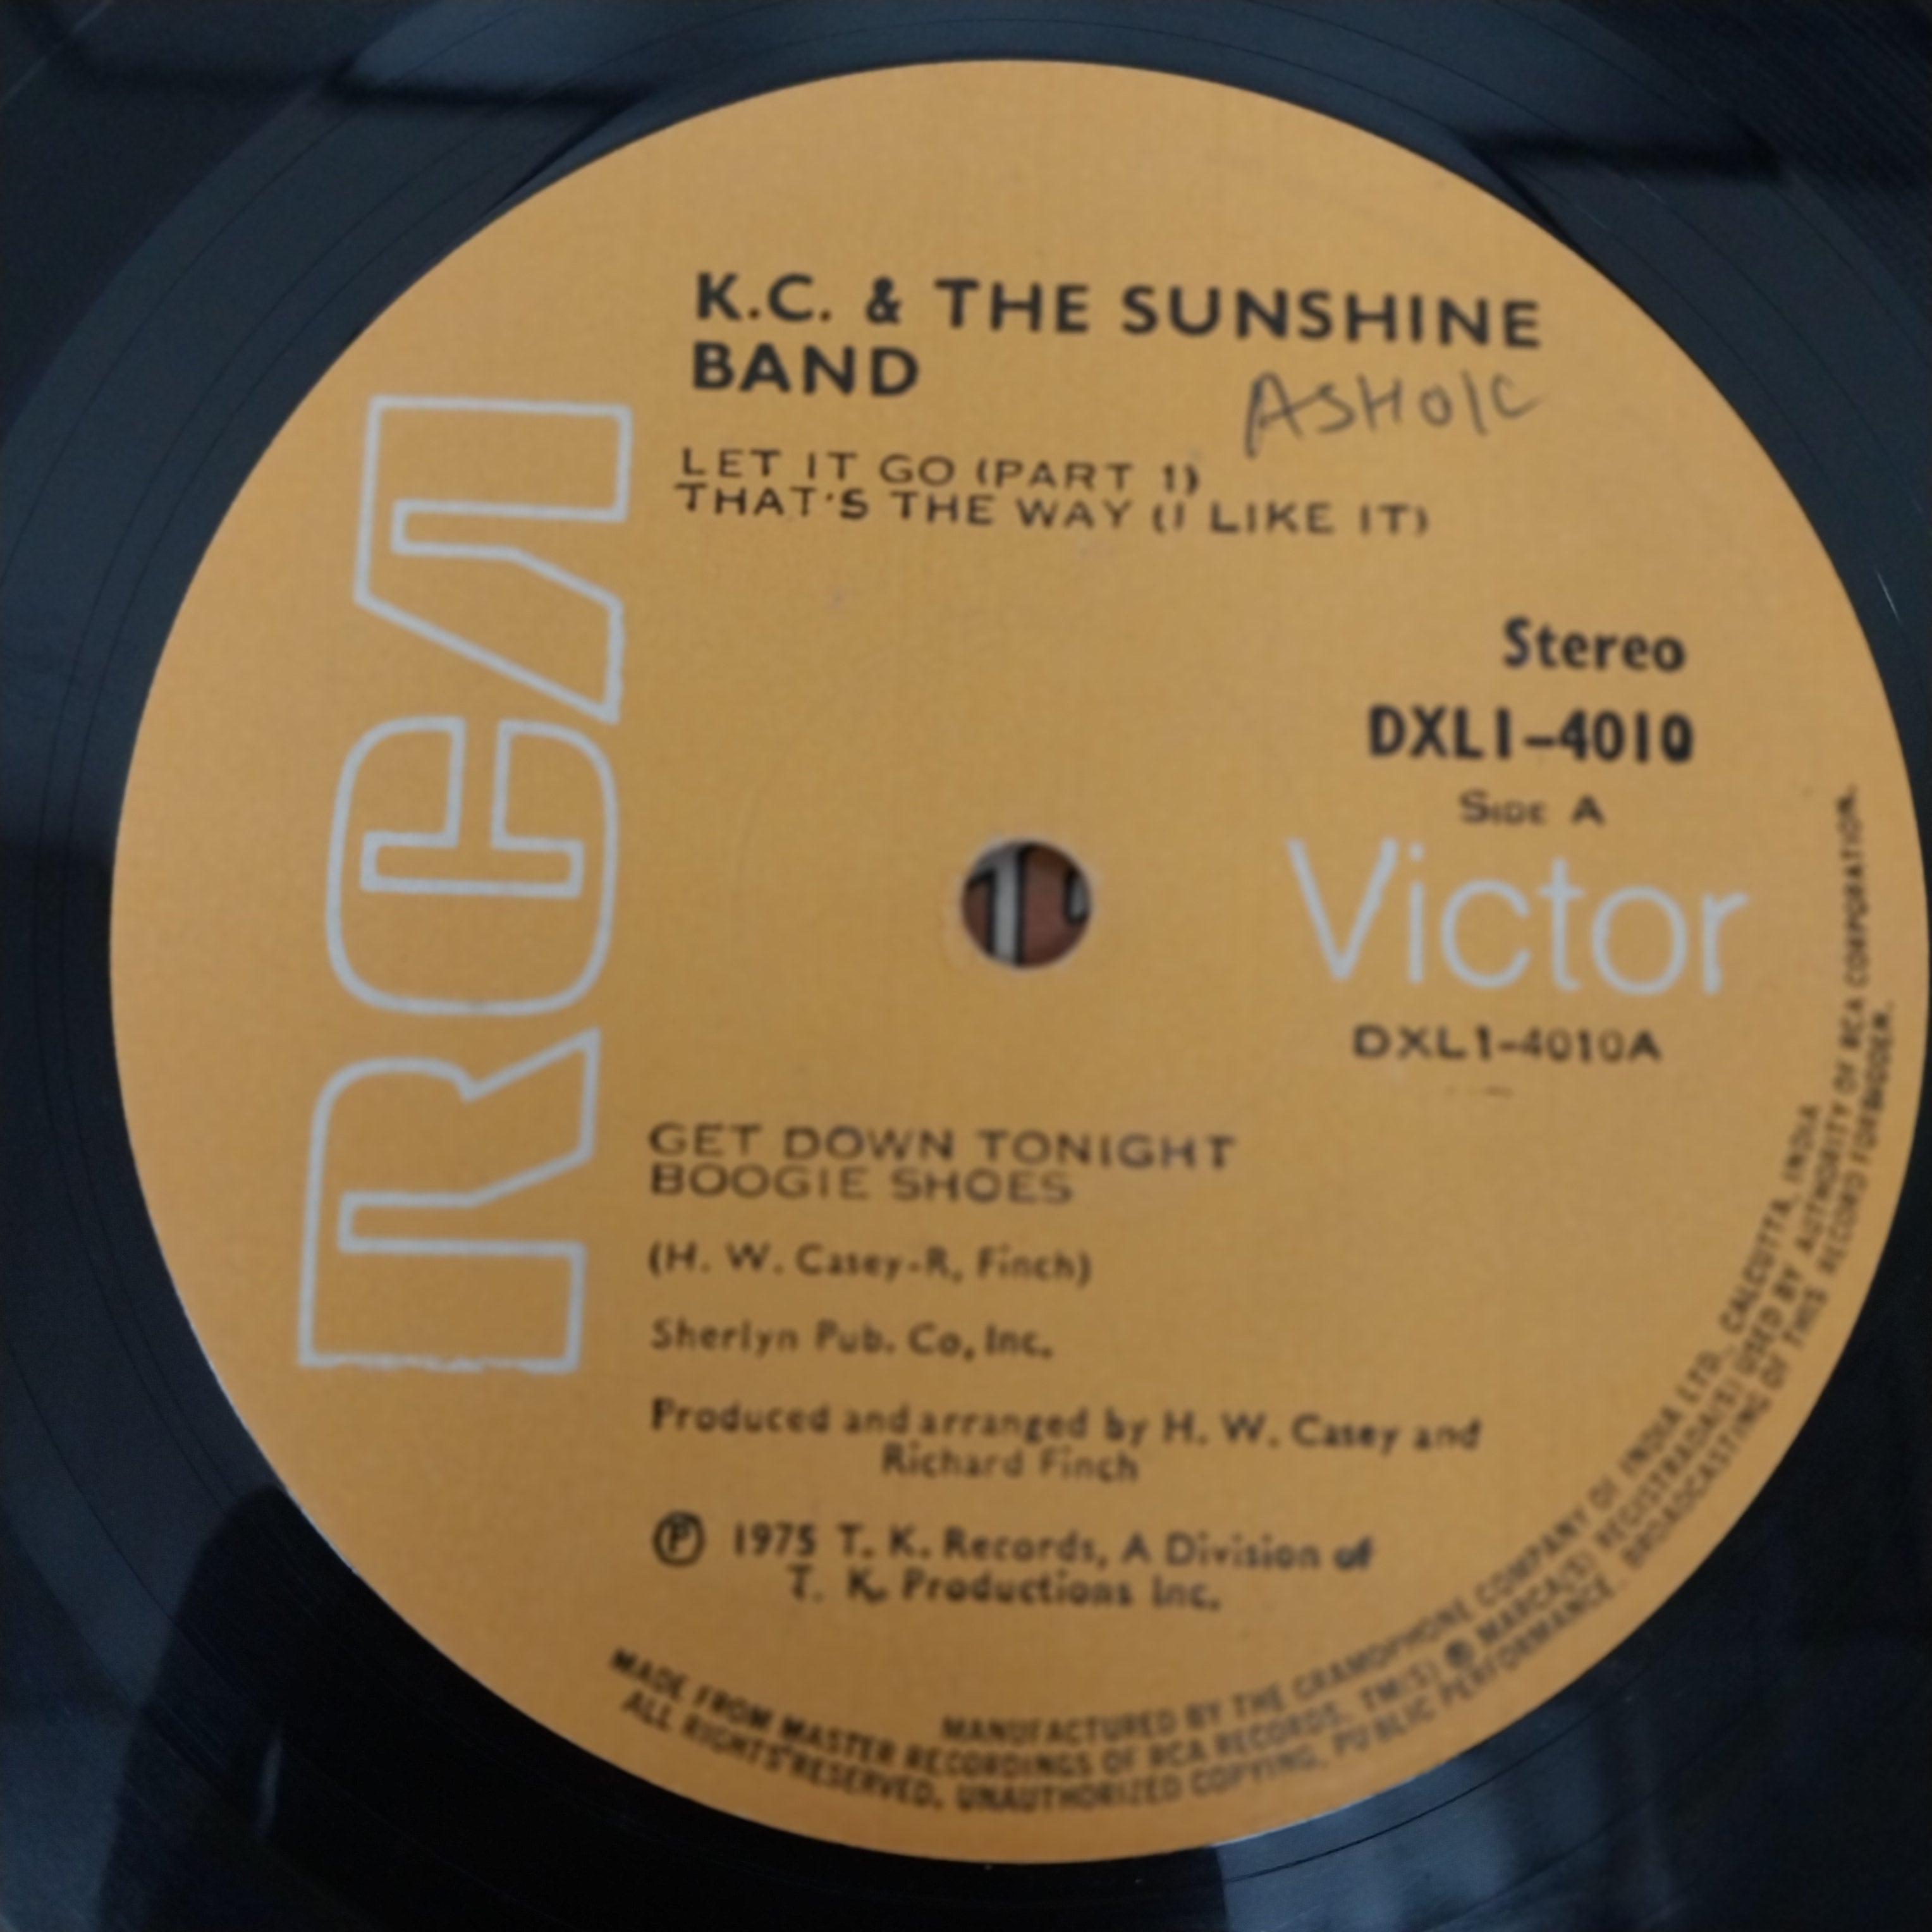 K.C. & THE SUNSHINE
BAND
ASHOK
LET IT GO (PART 1)
THAT'S THE WAY (I LIKE IT)
RCA
Stereo
DXL1-4010
SIDE A
Victor
DXL1-4010A
GET DOWN TONIGHT
BOOGIE SHOES
(H. W. Casey-R, Finch)
Sherlyn Pub. Co, Inc.
Produced and arranged by H. W. Casey and
Richard Finch
Ⓟ 1975 T. K. Records, A Division of
T. K. Productions Inc.
MANUFACTURED BY THE GRAMOPHONE COMPANY OF INDIA LTD., CALCUTTA, INDIA
MADE FROM MASTER RECORDINGS OF RCA RECORDS. TM(S) ® MARCA(S) REGISTRADA(S) USED BY AUTHORITY OF RCA CORPORATION.
ALL RIGHTS RESERVED. UNAUTHORIZED COPYING, PUBLIC PERFORMANCE, BROADCASTING OF THIS RECORD FORBIDDEN.